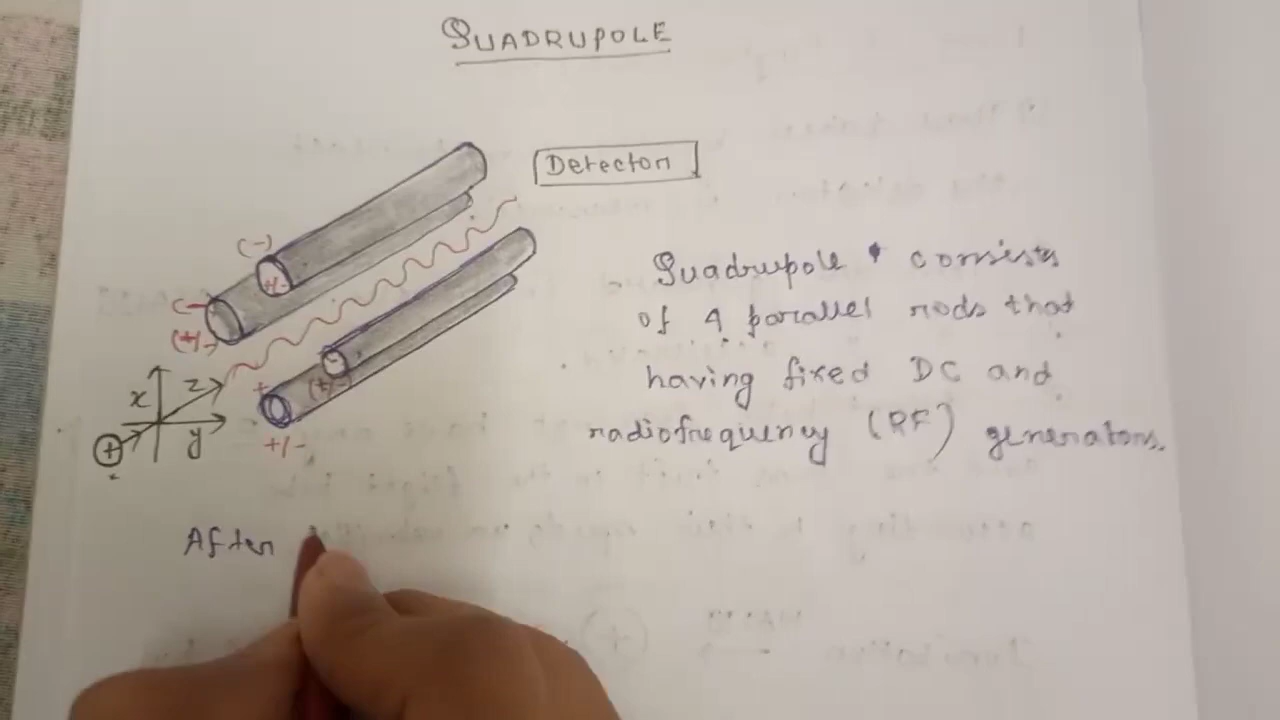 QUADRUPOLE
Detector
(-)
+/-
(-)
(+/-)
-
+
(+)-
+/-
x
z
y
+
Quadrupole consists
of 4 parallel rods that
having fixed DC and
radiofrequency (RF) generators.
After